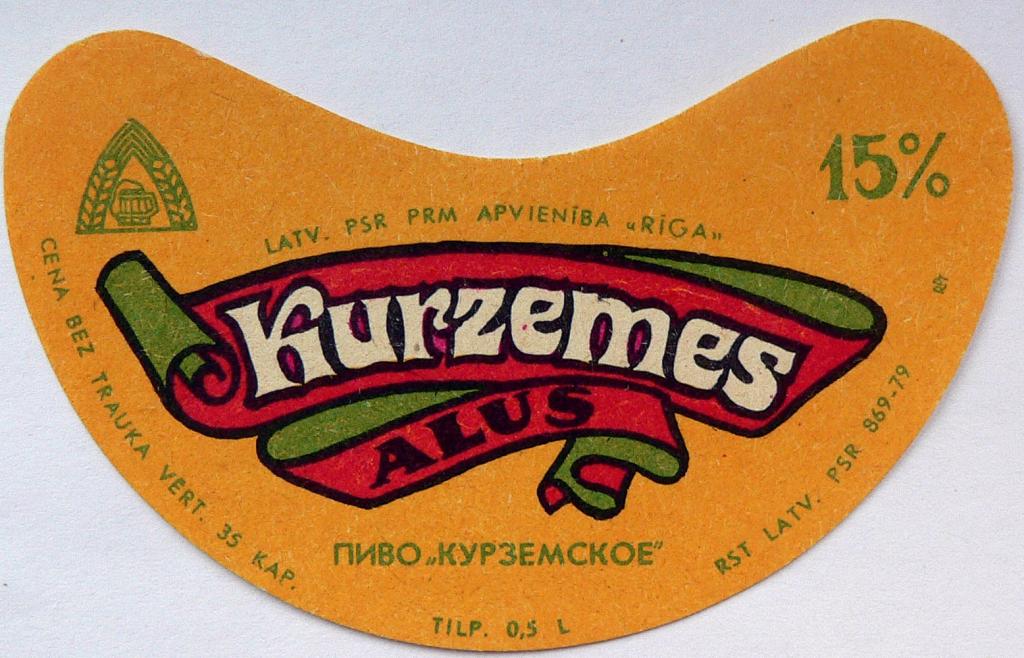 15%
LATV. PSR PRM APVIENĪBA „RĪGA"
Kurzemes
ALUS
ПИВО „КУРЗЕМСКОЕ"
CENA BEZ TRAUKA VĒRT. 35 KAP.
TILP. 0,5 L
RST LATV. PSR 869-79